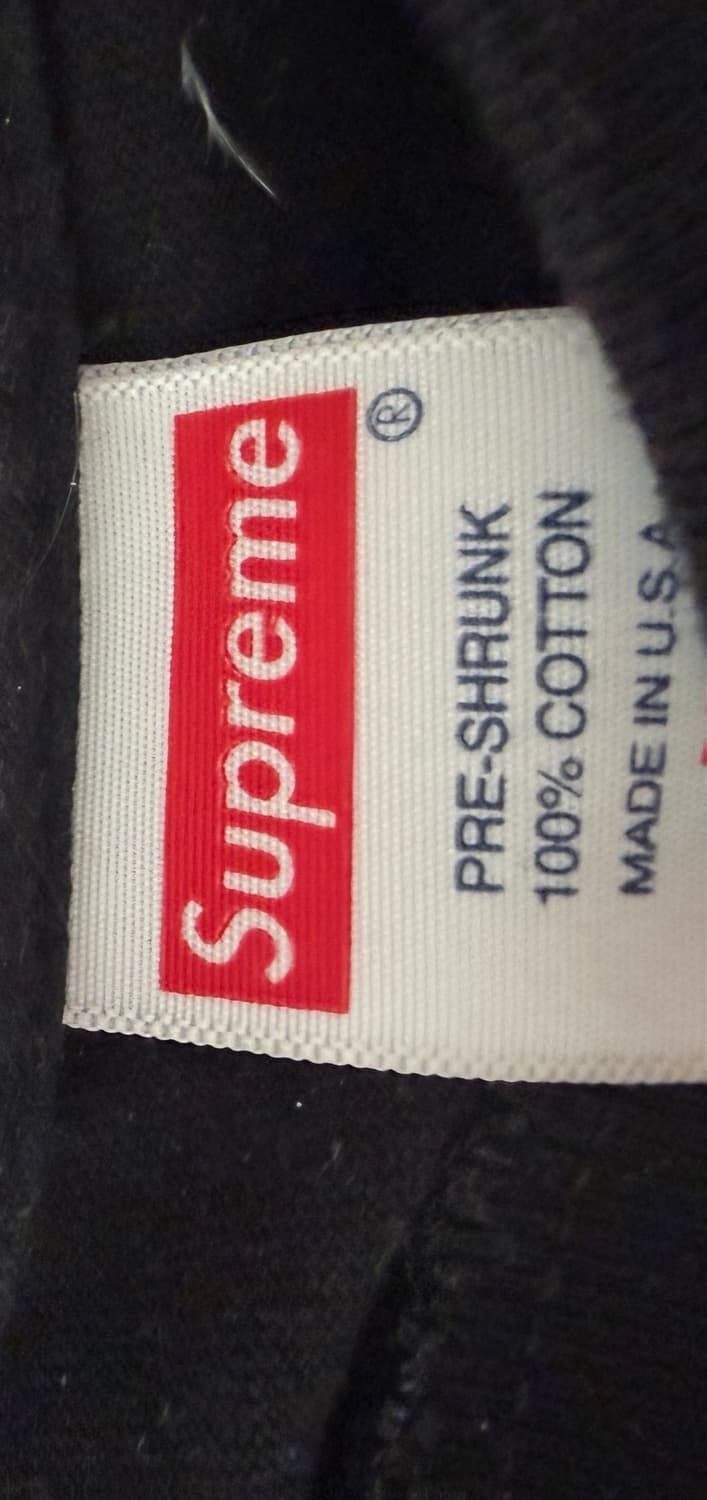 Supreme
®
PRE-SHRUNK
100% COTTON
MADE IN U.S.A